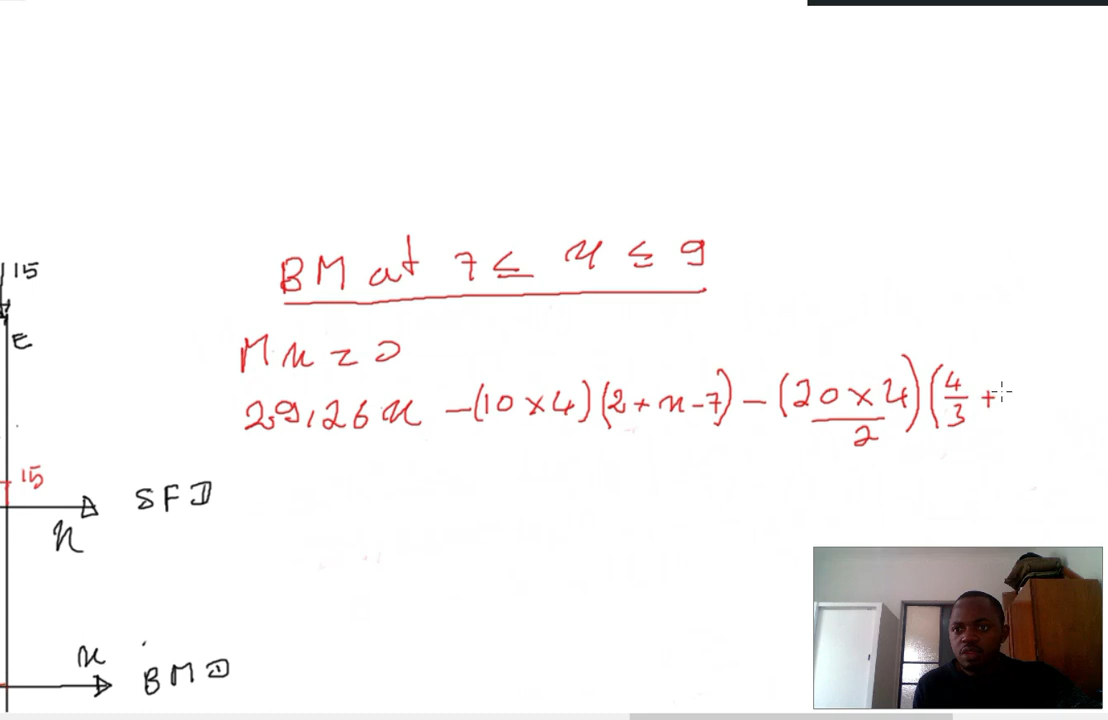 15
E
15
SFD
x
x
BMD
BM at 7 ≤ x ≤ 9
Mx = 0
29,26x - (10 × 4)(2 + x - 7) - (20 × 4 / 2)(4/3 +